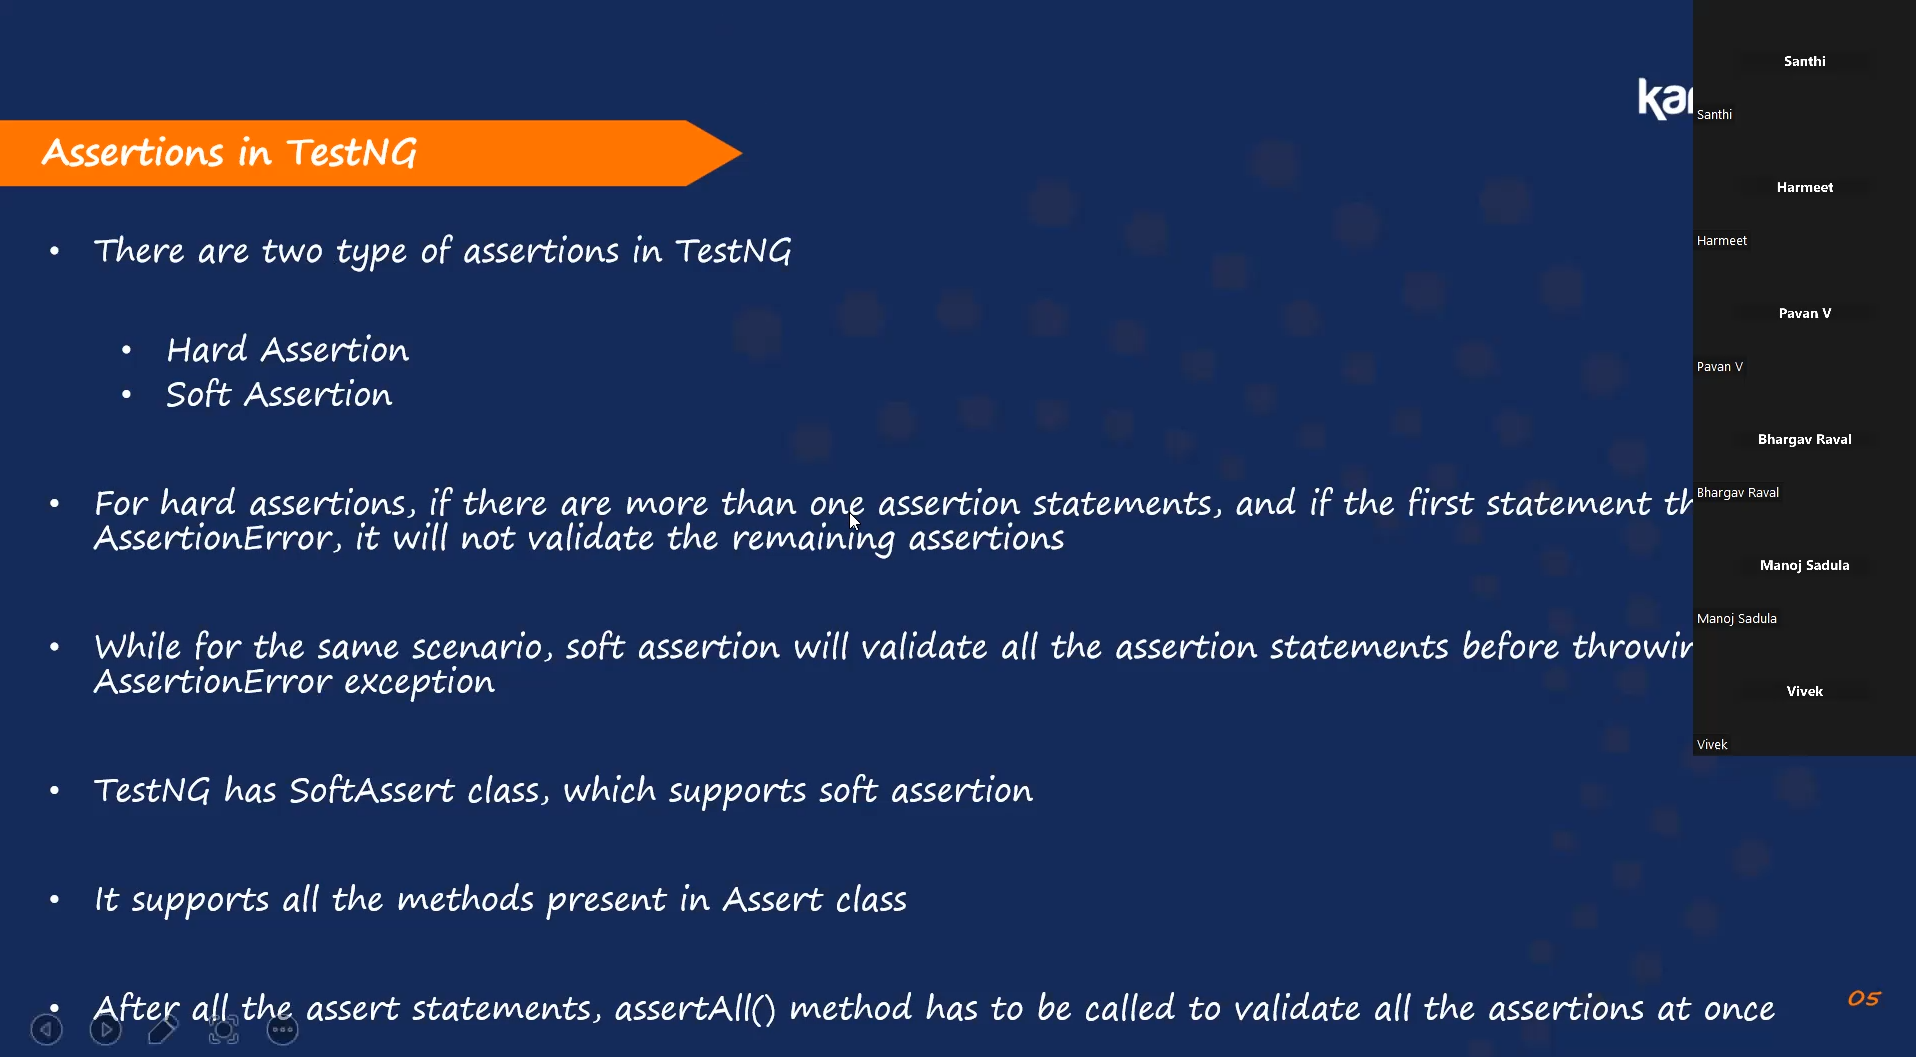 Assertions in TestNG
• There are two type of assertions in TestNG
• Hard Assertion
• Soft Assertion
• For hard assertions, if there are more than one assertion statements, and if the first statement
AssertionError, it will not validate the remaining assertions
• While for the same scenario, soft assertion will validate all the assertion statements before
AssertionError exception
• TestNG has SoftAssert class, which supports soft assertion
• It supports all the methods present in Assert class
• After all the assert statements, assertAll() method has to be called to validate all the assertions at once
05
Santhi
Santhi
Harmeet
Harmeet
Pavan V
Pavan V
Bhargav Raval
Bhargav Raval
Manoj Sadula
Manoj Sadula
Vivek
Vivek